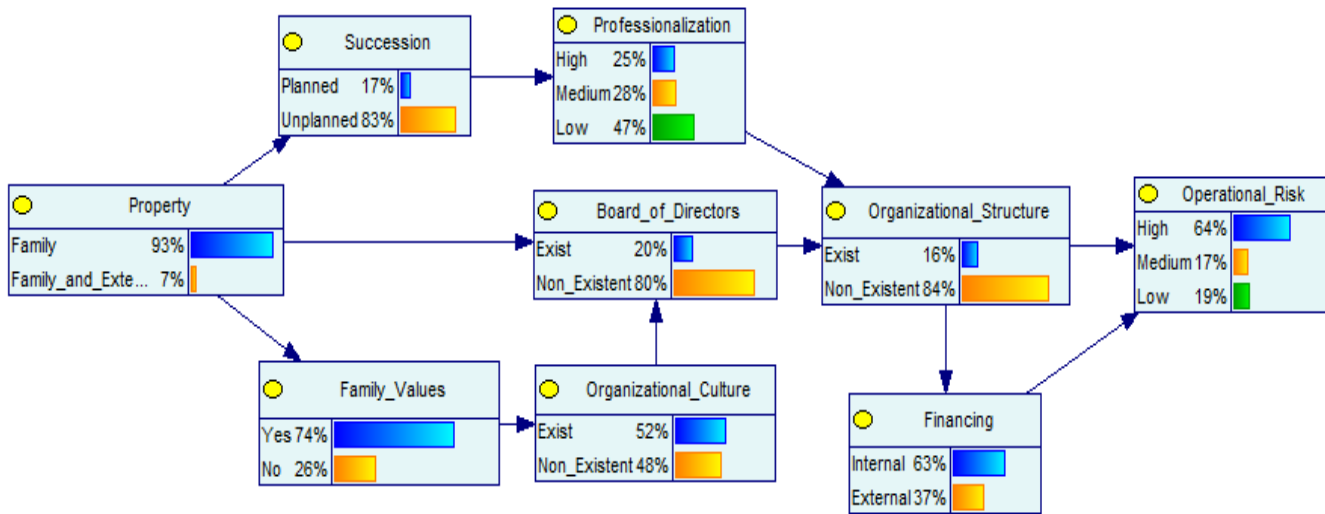 Succession
Planned 17%
Unplanned 83%
Professionalization
High 25%
Medium 28%
Low 47%
Property
Family 93%
Family_and_Exte... 7%
Board_of_Directors
Exist 20%
Non_Existent 80%
Organizational_Structure
Exist 16%
Non_Existent 84%
Operational_Risk
High 64%
Medium 17%
Low 19%
Family_Values
Yes 74%
No 26%
Organizational_Culture
Exist 52%
Non_Existent 48%
Financing
Internal 63%
External 37%